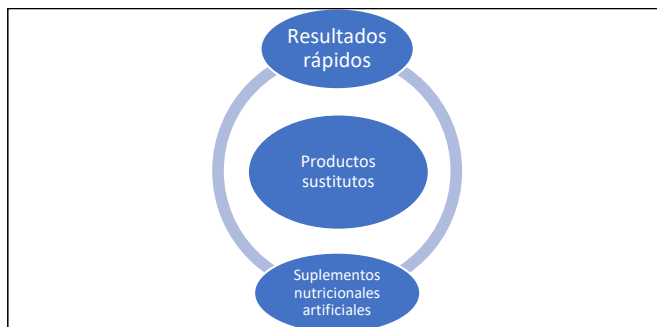 Resultados
rápidos
Productos
sustitutos
Suplementos
nutricionales
artificiales